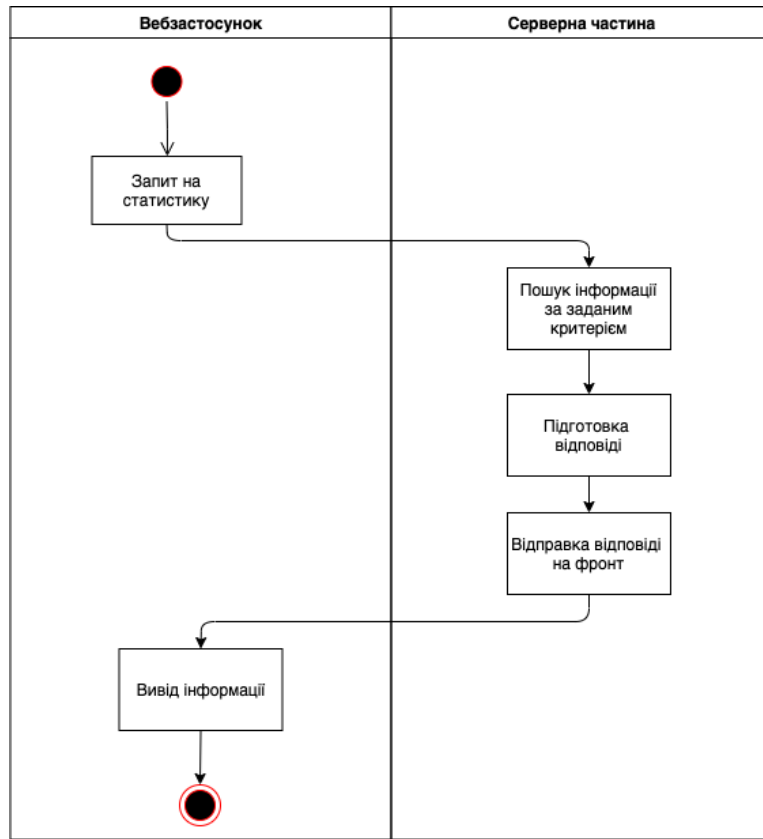 Вебзастосунок
Серверна частина
Запит на
статистику
Пошук інформації
за заданим
критерієм
Підготовка
відповіді
Відправка відповіді
на фронт
Вивід інформації